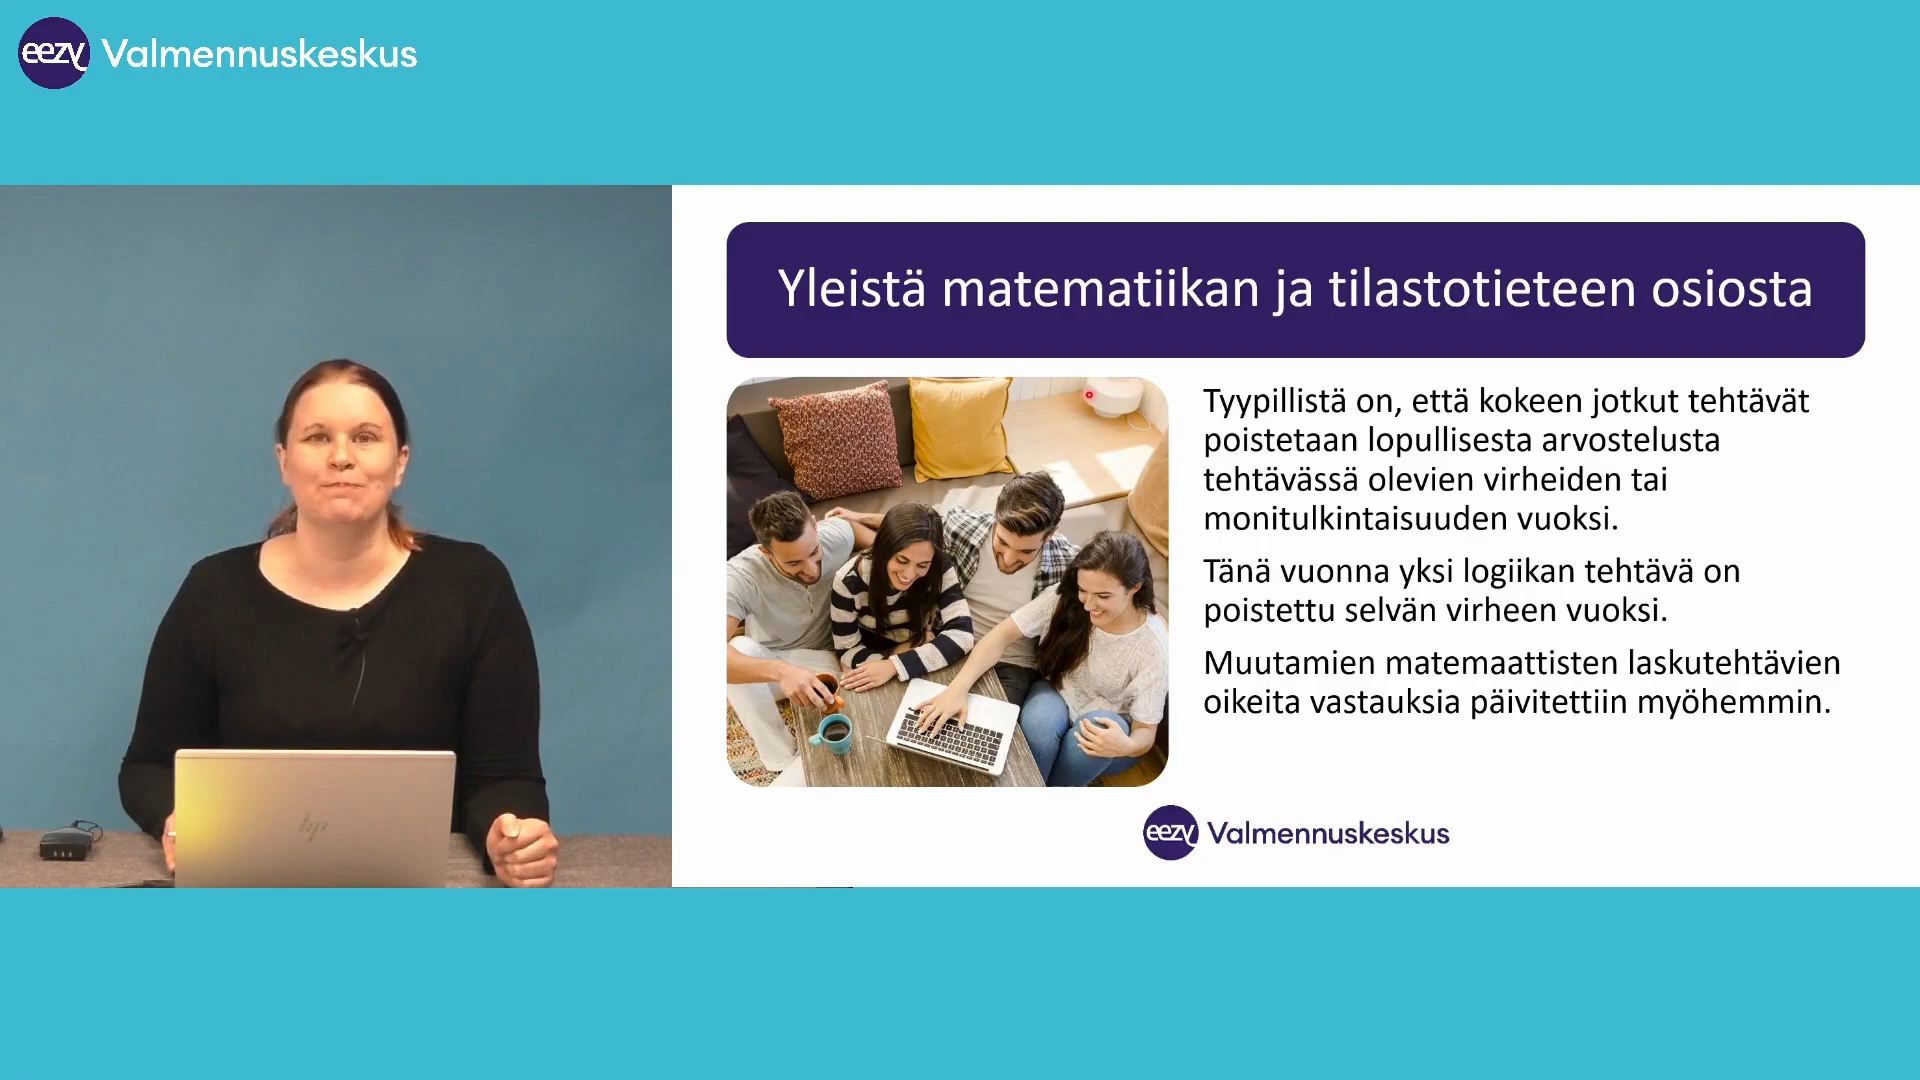 eezy Valmennuskeskus
Yleistä matematiikan ja tilastotieteen osiosta
Tyypillistä on, että kokeen jotkut tehtävät
poistetaan lopullisesta arvostelusta
tehtävässä olevien virheiden tai
monitulkintaisuuden vuoksi.
Tänä vuonna yksi logiikan tehtävä on
poistettu selvän virheen vuoksi.
Muutamien matemaattisten laskutehtävien
oikeita vastauksia päivitettiin myöhemmin.
hp
eezy Valmennuskeskus